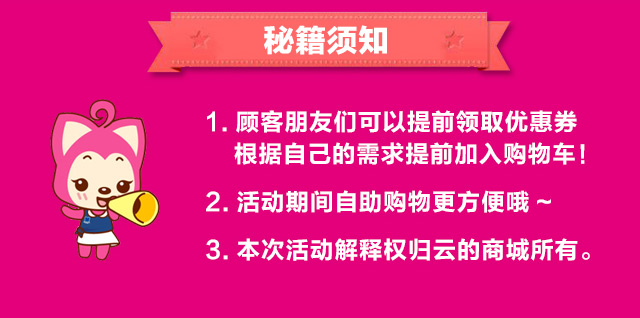 秘籍须知
1. 顾客朋友们可以提前领取优惠券
根据自己的需求提前加入购物车！
2. 活动期间自助购物更方便哦～
3. 本次活动解释权归云的商城所有。